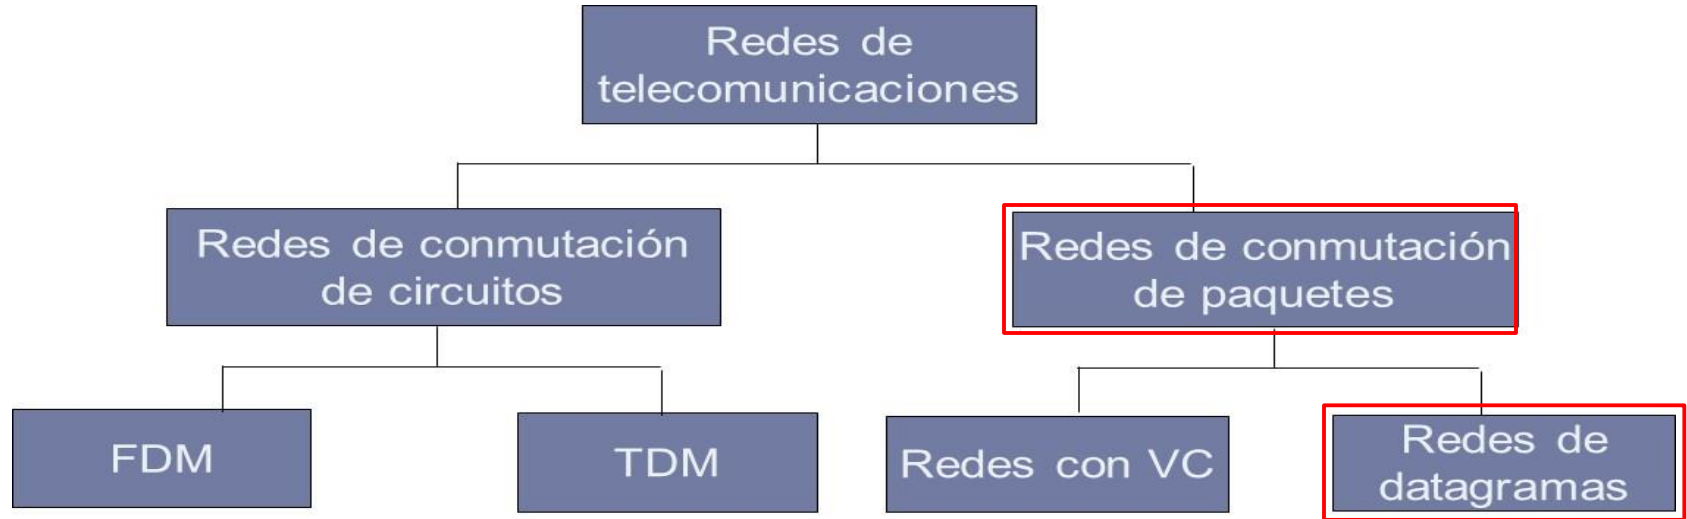 Redes de
telecomunicaciones
Redes de conmutación
de circuitos
Redes de conmutación
de paquetes
FDM
TDM
Redes con VC
Redes de
datagramas